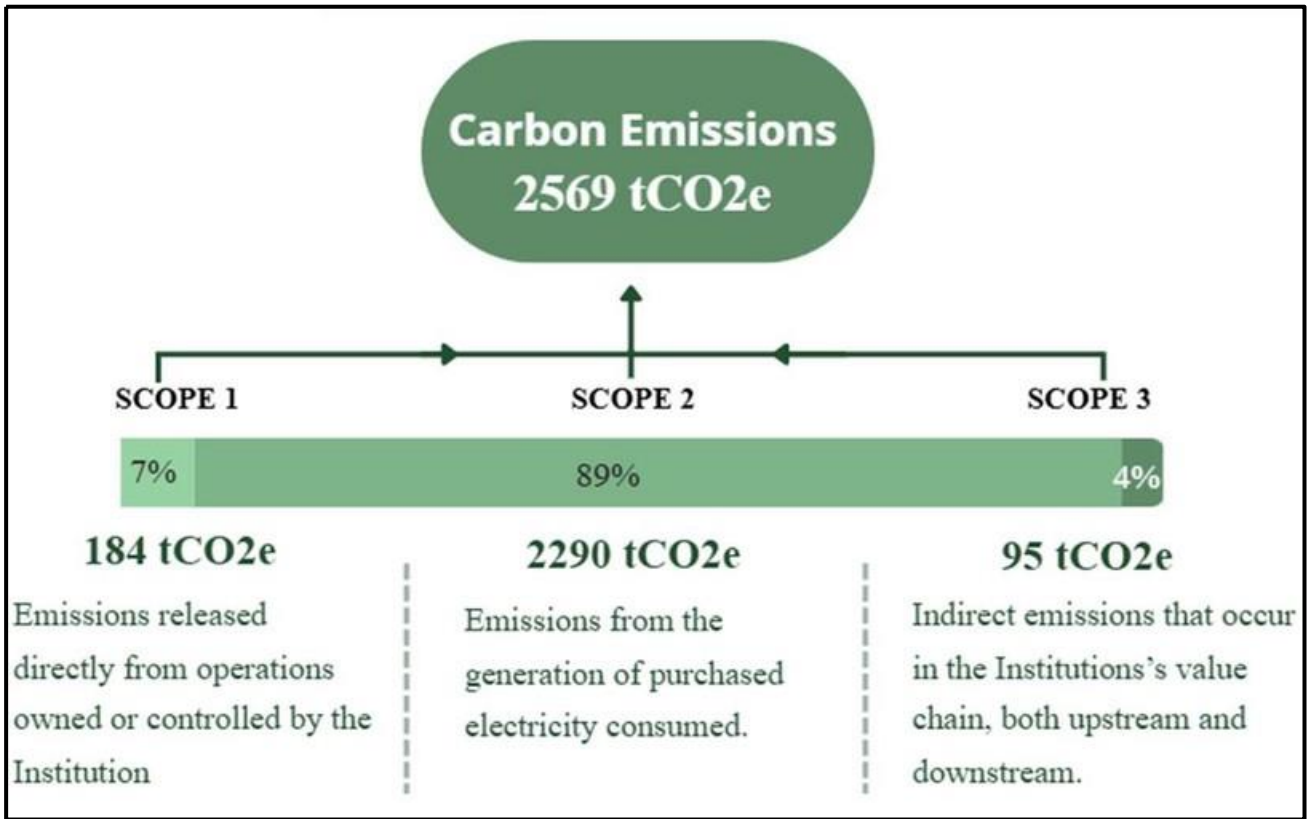 Carbon Emissions
2569 tCO2e
SCOPE 1
SCOPE 2
SCOPE 3
7%
89%
4%
184 tCO2e
Emissions released
directly from operations
owned or controlled by the
Institution
2290 tCO2e
Emissions from the
generation of purchased
electricity consumed.
95 tCO2e
Indirect emissions that occur
in the Institutions's value
chain, both upstream and
downstream.